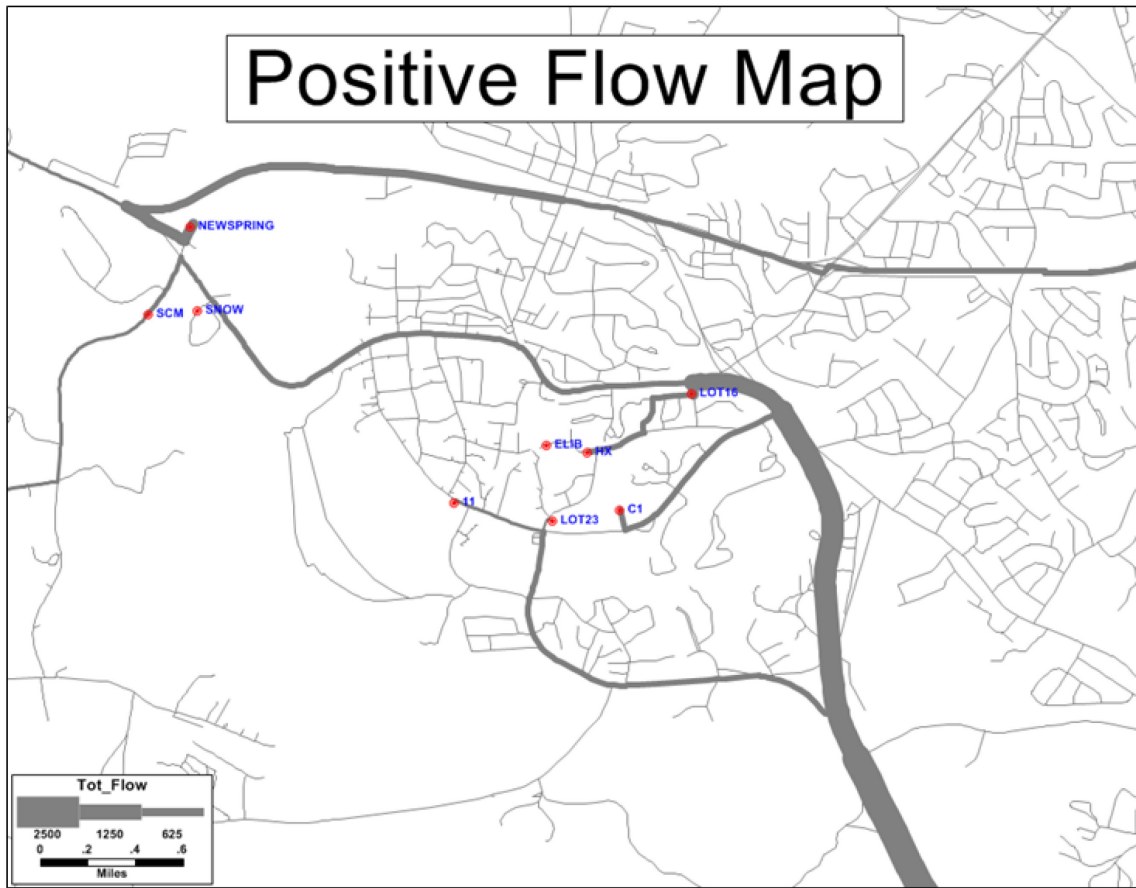 Positive Flow Map
NEWSPRING
SCM
SNOW
LOT16
ELIB
HX
11
LOT23
C1
Tot_Flow
2500 1250 625
0 .2 .4 .6
Miles